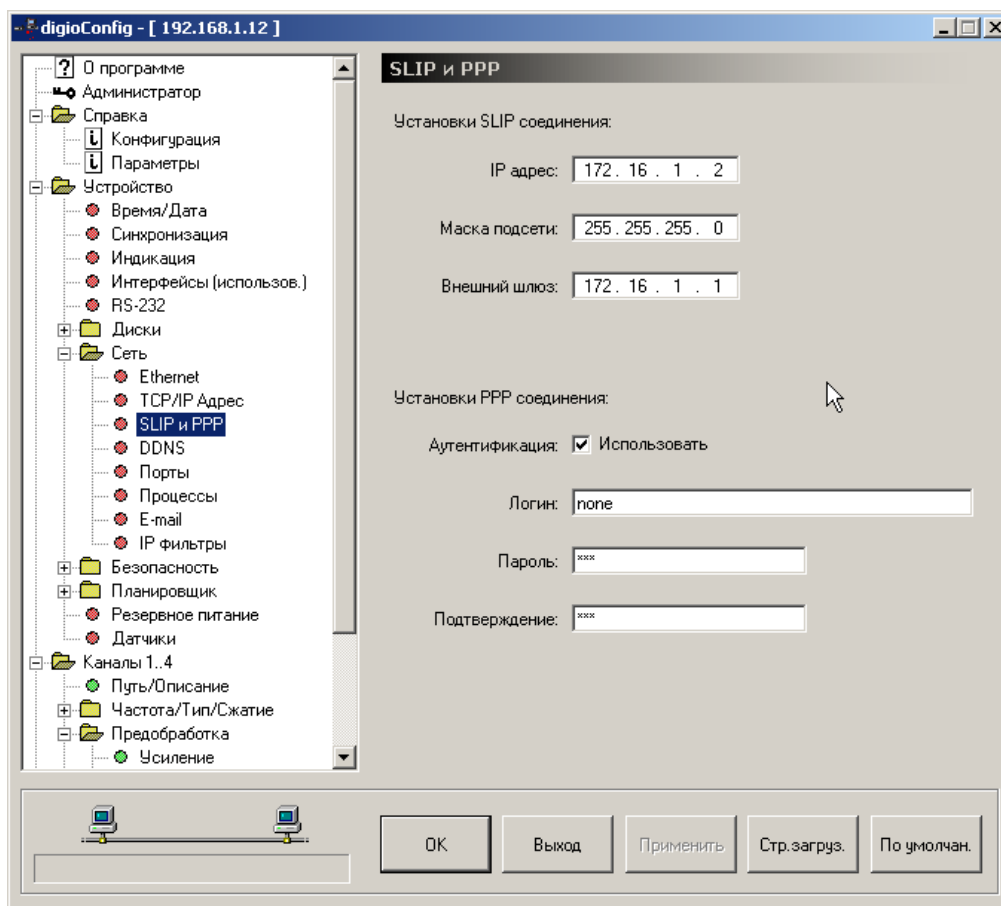 digioConfig - [ 192.168.1.12 ]
О программе
Администратор
Справка
Конфигурация
Параметры
Устройство
Время/Дата
Синхронизация
Индикация
Интерфейсы (использов.)
RS-232
Диски
Сеть
Ethernet
TCP/IP Адрес
SLIP и PPP
DDNS
Порты
Процессы
E-mail
IP фильтры
Безопасность
Планировщик
Резервное питание
Датчики
Каналы 1..4
Путь/Описание
Частота/Тип/Сжатие
Предобработка
Усиление
SLIP и PPP
Установки SLIP соединения:
IP адрес: 172. 16 . 1 . 2
Маска подсети: 255.255.255. 0
Внешний шлюз: 172. 16 . 1 . 1
Установки PPP соединения:
Аутентификация: Использовать
Логин: none
Пароль: ***
Подтверждение: ***
OK Выход Применить Стр.загруз. По умолчан.